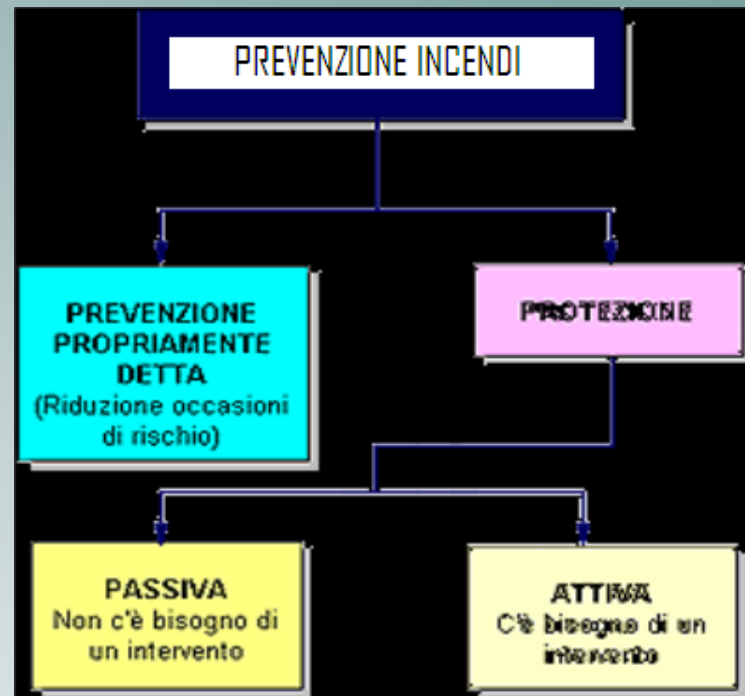 PREVENZIONE INCENDI
PREVENZIONE
PROPRIAMENTE
DETTA
(Riduzione occasioni
di rischio)
PROTEZIONE
PASSIVA
Non c'è bisogno di
un intervento
ATTIVA
C'è bisogno di un
intervento